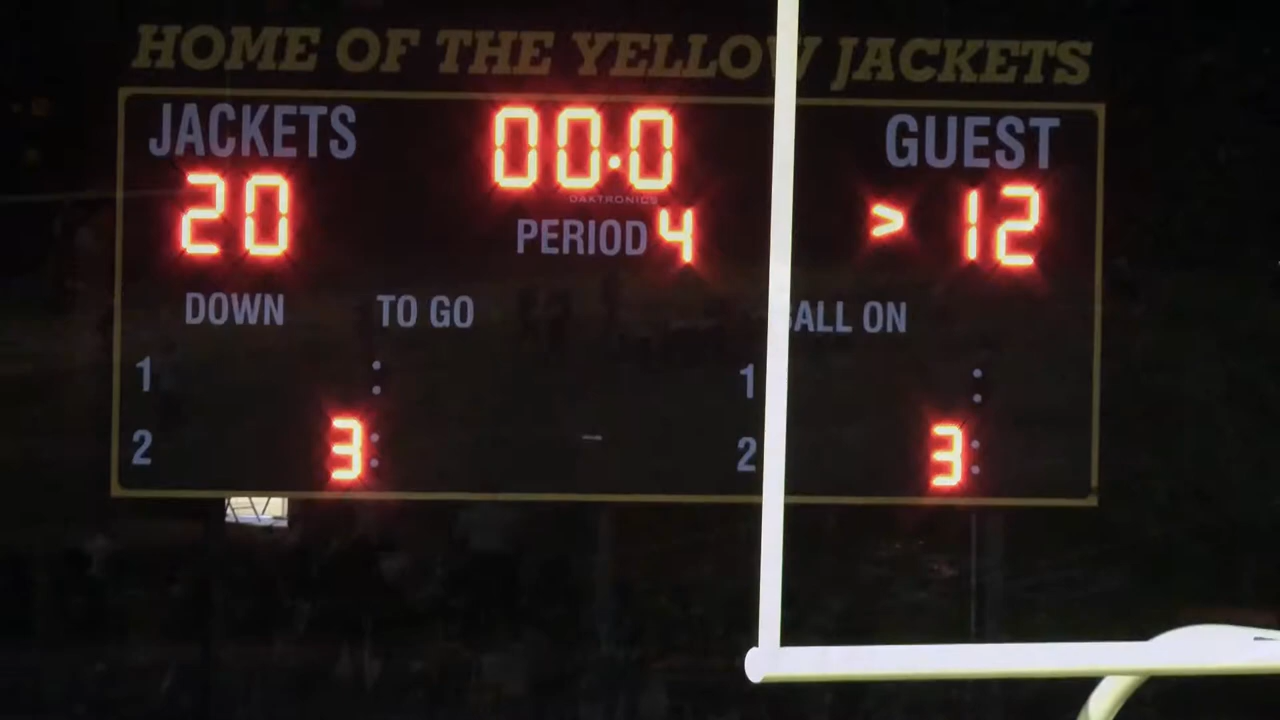 HOME OF THE YELLOW JACKETS
JACKETS 00.0 GUEST
20 DAKTRONICS > 12
PERIOD 4
DOWN TO GO BALL ON
1 : 1 :
2 3: 2 3: